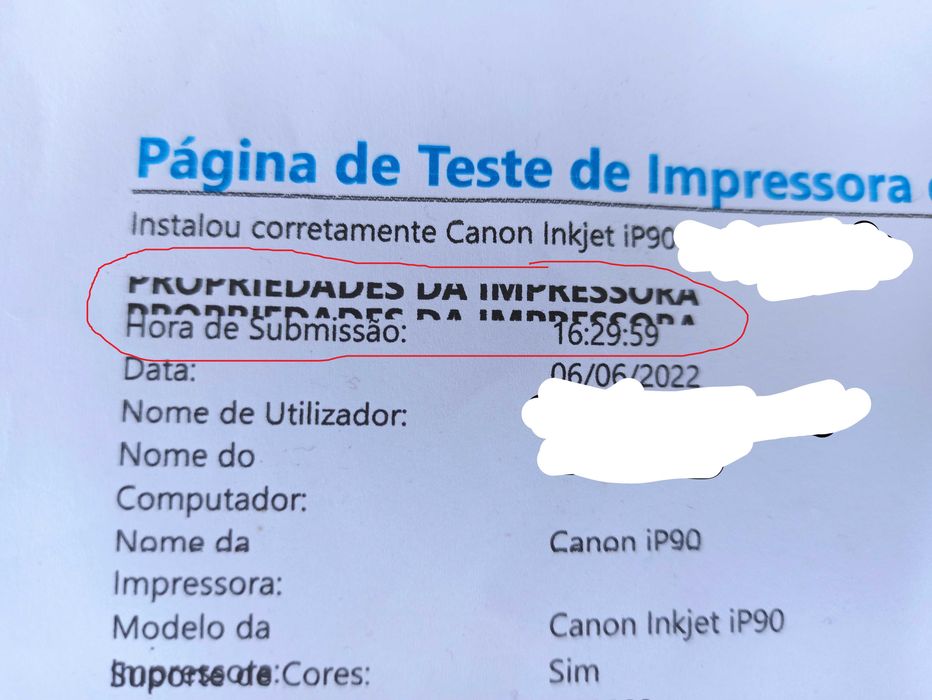 Página de Teste de Impressora
Instalou corretamente Canon Inkjet iP90
PROPRIEDADES DA IMPRESSORA
PROPRIEDADES DA IMPRESSORA
Hora de Submissão: 16:29:59
Data: 06/06/2022
Nome de Utilizador:
Nome do
Computador:
Nome da Canon iP90
Impressora:
Modelo da Canon Inkjet iP90
Impressora:
Suporte de Cores: Sim